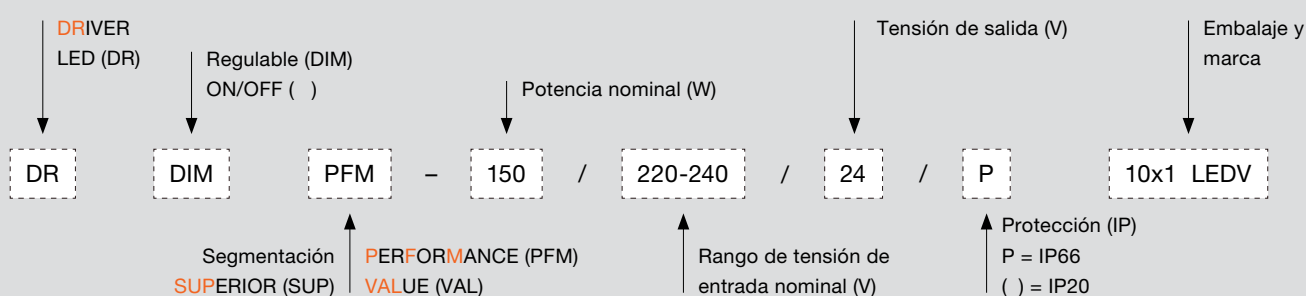 DRIVER
LED (DR)
Regulable (DIM)
ON/OFF ( )
Potencia nominal (W)
Tensión de salida (V)
Embalaje y
marca
DR DIM PFM – 150 / 220-240 / 24 / P 10x1 LEDV
Segmentación
SUPERIOR (SUP)
PERFORMANCE (PFM)
VALUE (VAL)
Rango de tensión de
entrada nominal (V)
Protección (IP)
P = IP66
( ) = IP20